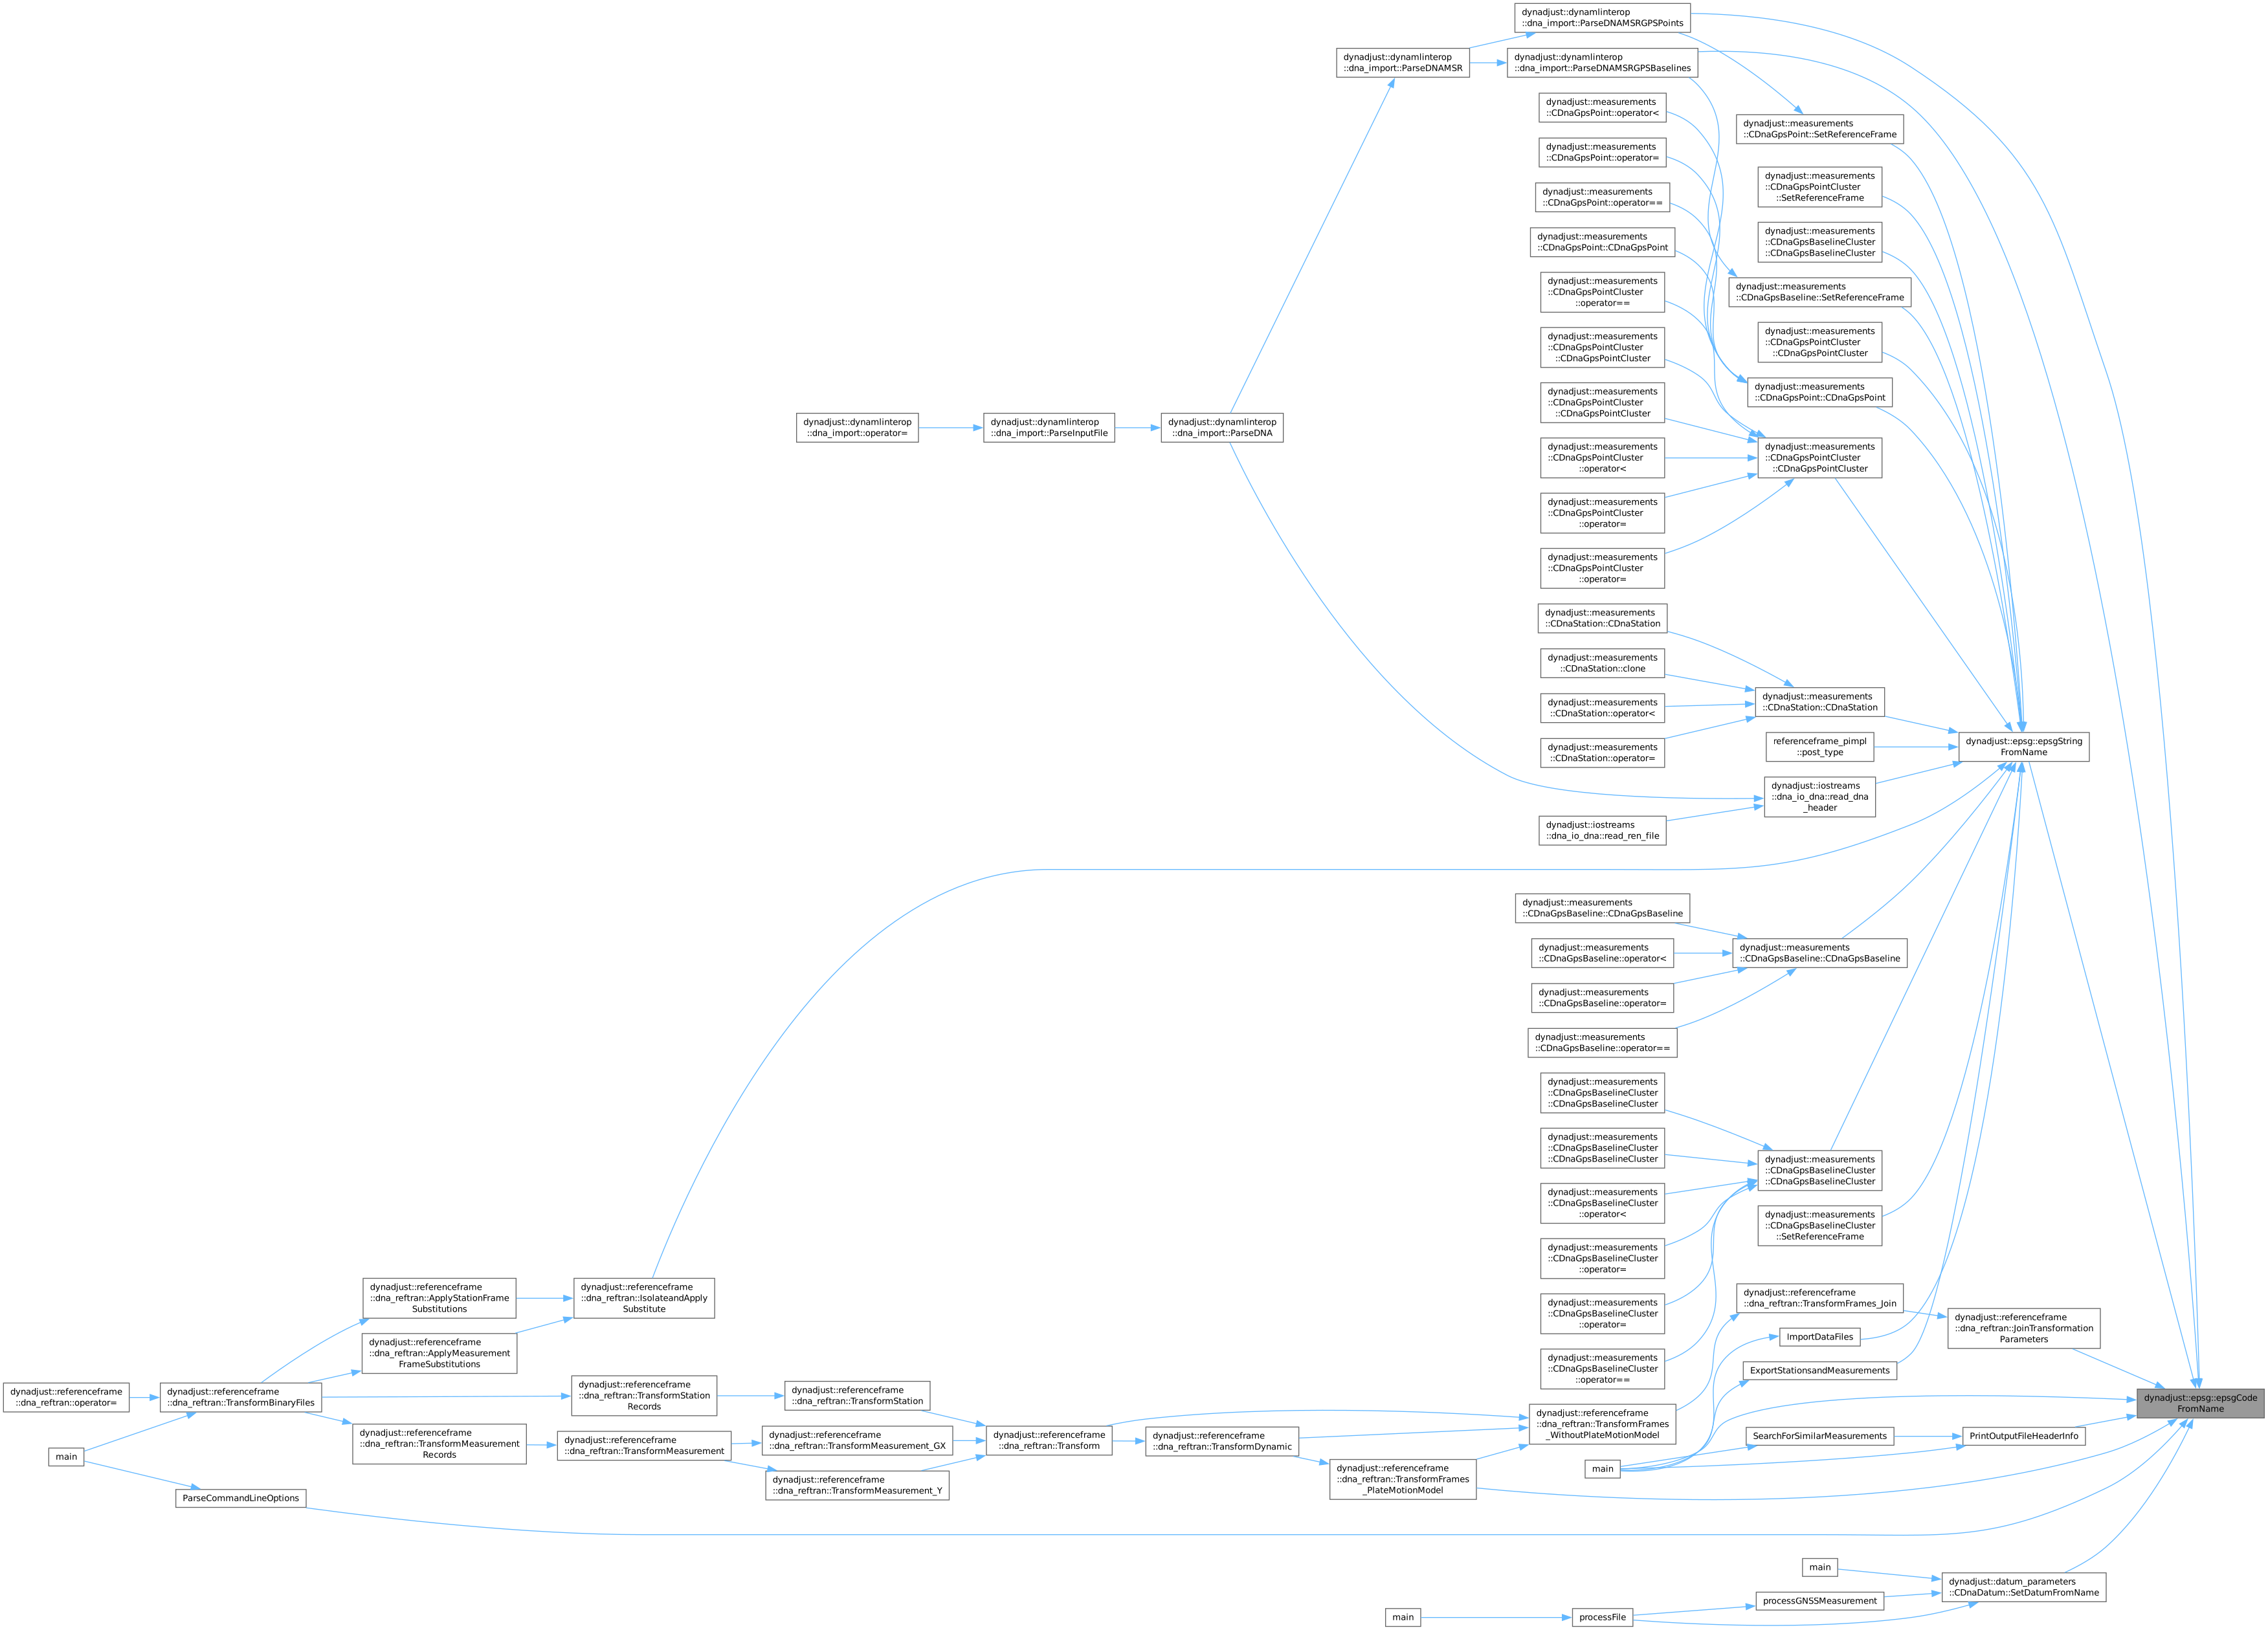 dynadjust::dynamlinterop
::dna_import::ParseDNAMSRGPSPoints
dynadjust::dynamlinterop
::dna_import::ParseDNAMSR
dynadjust::dynamlinterop
::dna_import::ParseDNAMSRGPSBaselines
dynadjust::measurements
::CDnaGpsPoint::operator<
dynadjust::measurements
::CDnaGpsPoint::SetReferenceFrame
dynadjust::measurements
::CDnaGpsPoint::operator=
dynadjust::measurements
::CDnaGpsPointCluster
::SetReferenceFrame
dynadjust::measurements
::CDnaGpsPoint::operator==
dynadjust::measurements
::CDnaGpsBaselineCluster
::CDnaGpsBaselineCluster
dynadjust::measurements
::CDnaGpsPoint::CDnaGpsPoint
dynadjust::measurements
::CDnaGpsPointCluster
::operator==
dynadjust::measurements
::CDnaGpsBaseline::SetReferenceFrame
dynadjust::measurements
::CDnaGpsPointCluster
::CDnaGpsPointCluster
dynadjust::measurements
::CDnaGpsPointCluster
::CDnaGpsPointCluster
dynadjust::measurements
::CDnaGpsPointCluster
::CDnaGpsPointCluster
dynadjust::measurements
::CDnaGpsPoint::CDnaGpsPoint
dynadjust::dynamlinterop
::dna_import::operator=
dynadjust::dynamlinterop
::dna_import::ParseInputFile
dynadjust::dynamlinterop
::dna_import::ParseDNA
dynadjust::measurements
::CDnaGpsPointCluster
::operator<
dynadjust::measurements
::CDnaGpsPointCluster
::CDnaGpsPointCluster
dynadjust::measurements
::CDnaGpsPointCluster
::operator=
dynadjust::measurements
::CDnaGpsPointCluster
::operator=
dynadjust::measurements
::CDnaStation::CDnaStation
dynadjust::measurements
::CDnaStation::clone
dynadjust::measurements
::CDnaStation::operator<
dynadjust::measurements
::CDnaStation::CDnaStation
dynadjust::measurements
::CDnaStation::operator=
referenceframe_pimpl
::post_type
dynadjust::epsg::epsgString
FromName
dynadjust::iostreams
::dna_io_dna::read_dna
_header
dynadjust::iostreams
::dna_io_dna::read_ren_file
dynadjust::measurements
::CDnaGpsBaseline::CDnaGpsBaseline
dynadjust::measurements
::CDnaGpsBaseline::operator<
dynadjust::measurements
::CDnaGpsBaseline::CDnaGpsBaseline
dynadjust::measurements
::CDnaGpsBaseline::operator=
dynadjust::measurements
::CDnaGpsBaseline::operator==
dynadjust::measurements
::CDnaGpsBaselineCluster
::CDnaGpsBaselineCluster
dynadjust::measurements
::CDnaGpsBaselineCluster
::CDnaGpsBaselineCluster
dynadjust::measurements
::CDnaGpsBaselineCluster
::CDnaGpsBaselineCluster
dynadjust::measurements
::CDnaGpsBaselineCluster
::operator<
dynadjust::measurements
::CDnaGpsBaselineCluster
::SetReferenceFrame
dynadjust::measurements
::CDnaGpsBaselineCluster
::operator=
dynadjust::measurements
::CDnaGpsBaselineCluster
::operator=
dynadjust::measurements
::CDnaGpsBaselineCluster
::operator==
dynadjust::referenceframe
::dna_reftran::ApplyStationFrame
Substitutions
dynadjust::referenceframe
::dna_reftran::IsolateandApply
Substitute
dynadjust::referenceframe
::dna_reftran::TransformFrames_Join
dynadjust::referenceframe
::dna_reftran::JoinTransformation
Parameters
ImportDataFiles
dynadjust::referenceframe
::dna_reftran::ApplyMeasurement
FrameSubstitutions
ExportStationsandMeasurements
dynadjust::referenceframe
::dna_reftran::operator=
dynadjust::referenceframe
::dna_reftran::TransformBinaryFiles
dynadjust::referenceframe
::dna_reftran::TransformStation
Records
dynadjust::referenceframe
::dna_reftran::TransformStation
dynadjust::epsg::epsgCode
FromName
dynadjust::referenceframe
::dna_reftran::TransformFrames
_WithoutPlateMotionModel
SearchForSimilarMeasurements
PrintOutputFileHeaderInfo
main
dynadjust::referenceframe
::dna_reftran::TransformMeasurement
Records
dynadjust::referenceframe
::dna_reftran::TransformMeasurement
dynadjust::referenceframe
::dna_reftran::TransformMeasurement_GX
dynadjust::referenceframe
::dna_reftran::Transform
dynadjust::referenceframe
::dna_reftran::TransformDynamic
main
dynadjust::referenceframe
::dna_reftran::TransformMeasurement_Y
dynadjust::referenceframe
::dna_reftran::TransformFrames
_PlateMotionModel
ParseCommandLineOptions
main
dynadjust::datum_parameters
::CDnaDatum::SetDatumFromName
processGNSSMeasurement
main
processFile